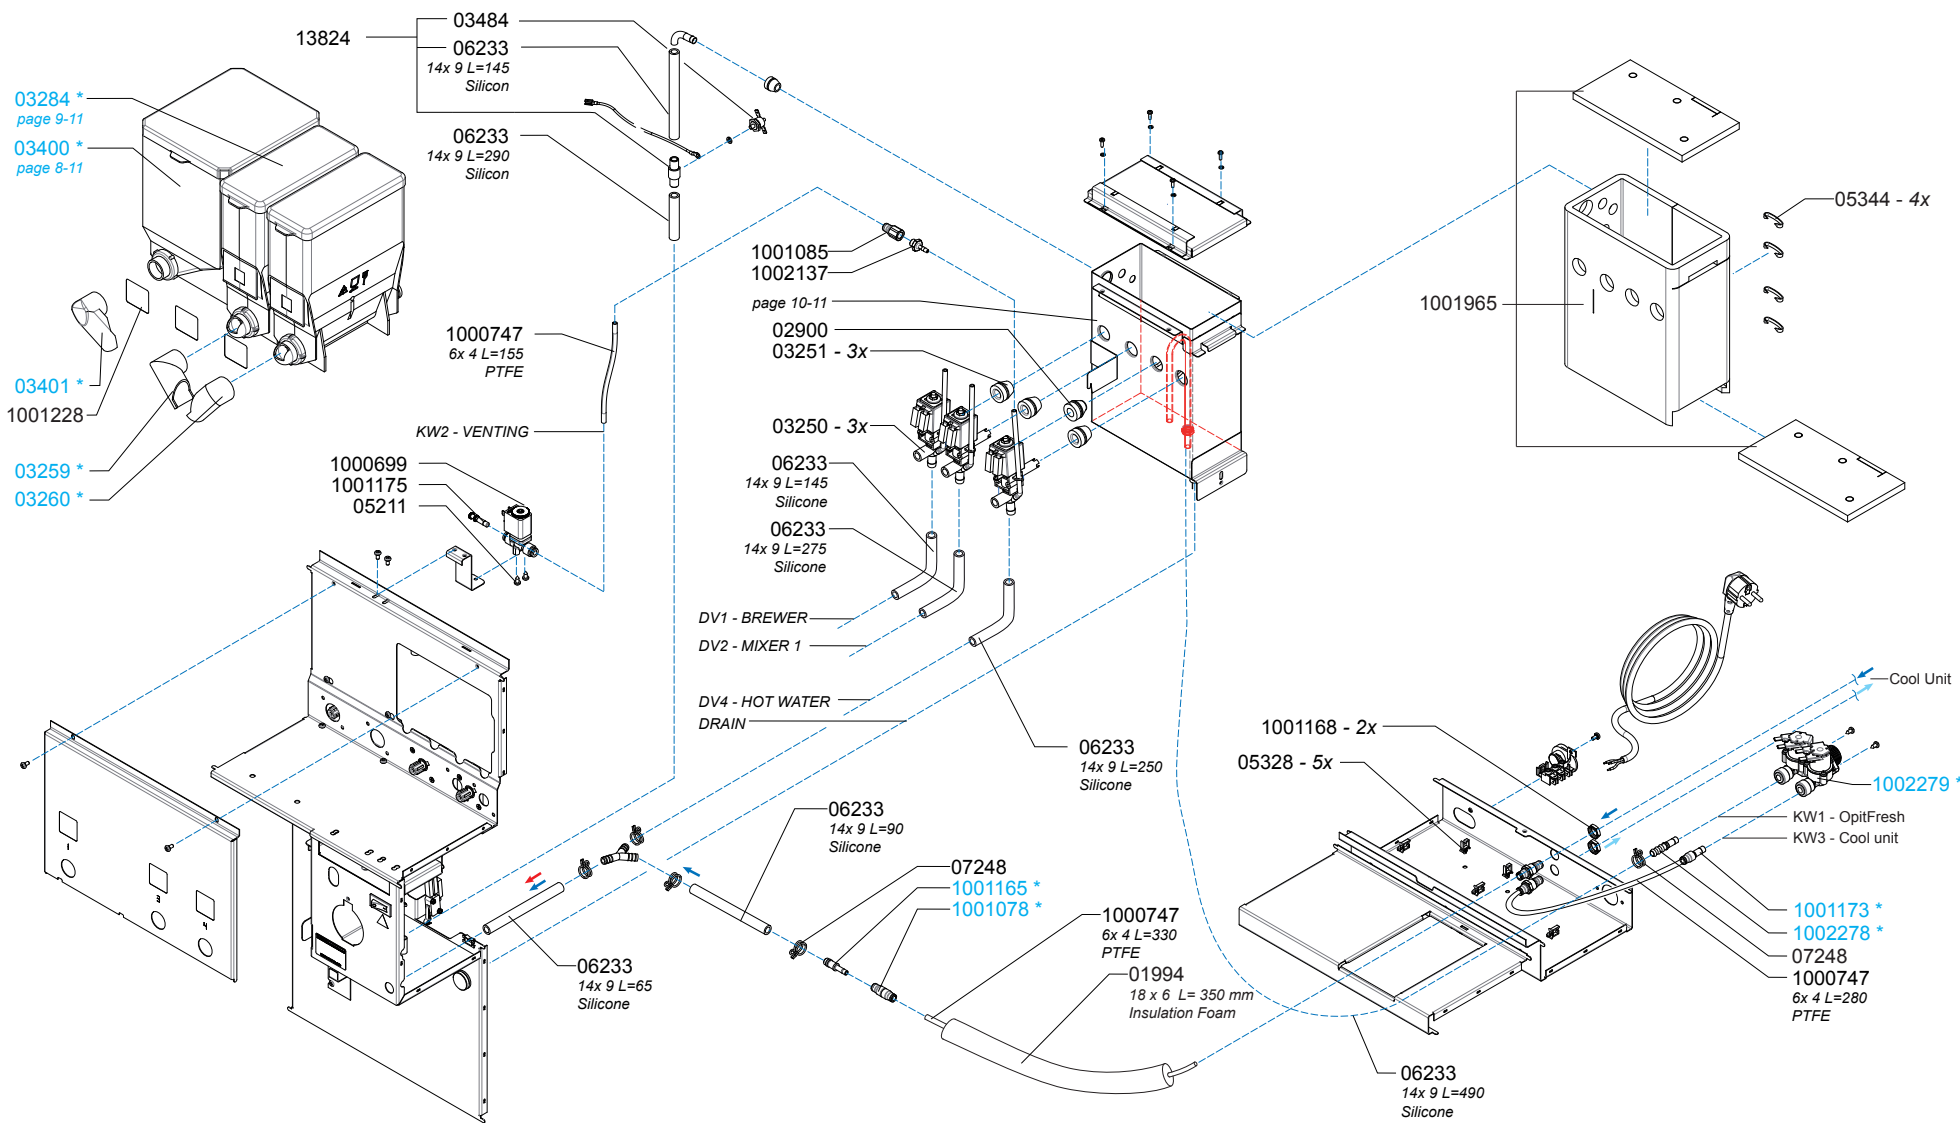 13824
03484
06233
14x 9 L=145
Silicon
03284 *
page 9-11
03400 *
page 8-11
06233
14x 9 L=290
Silicon
03401 *
1001228
03259 *
03260 *
1000747
6x 4 L=155
PTFE
KW2 - VENTING
1000699
1001175
05211
1001085
1002137
page 10-11
02900
03251 - 3x
03250 - 3x
06233
14x 9 L=145
Silicone
06233
14x 9 L=275
Silicone
DV1 - BREWER
DV2 - MIXER 1
DV4 - HOT WATER
DRAIN
05344 - 4x
1001965
06233
14x 9 L=250
Silicone
06233
14x 9 L=90
Silicone
07248
1001165 *
1001078 *
06233
14x 9 L=65
Silicone
1000747
6x 4 L=330
PTFE
01994
18 x 6 L= 350 mm
Insulation Foam
1001168 - 2x
05328 - 5x
Cool Unit
1002279 *
KW1 - OpitFresh
KW3 - Cool unit
1001173 *
1002278 *
07248
1000747
6x 4 L=280
PTFE
06233
14x 9 L=490
Silicone
1
3
4